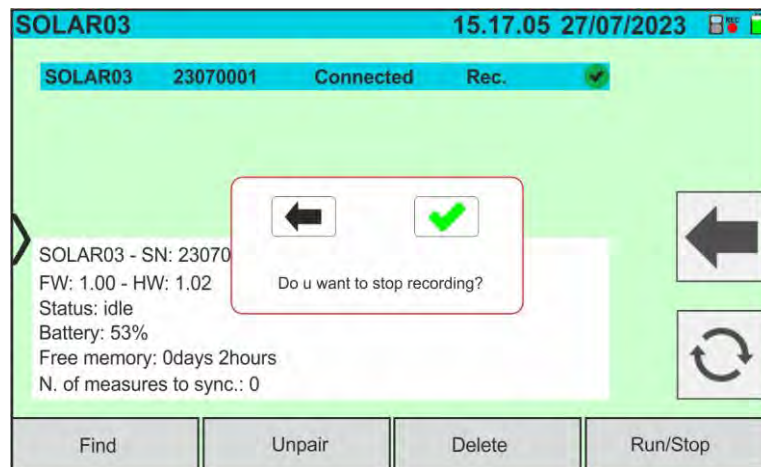 SOLAR03 15.17.05 27/07/2023 REC
SOLAR03 23070001 Connected Rec.
Do u want to stop recording?
SOLAR03 - SN: 23070
FW: 1.00 - HW: 1.02
Status: idle
Battery: 53%
Free memory: 0days 2hours
N. of measures to sync.: 0
Find Unpair Delete Run/Stop